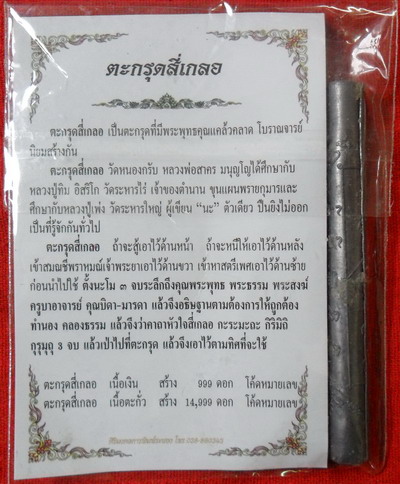 ตะกรุดสี่เกลอ
ตะกรุดสี่เกลอ เป็นตะกรุดที่มีพระพุทธคุณแคล้วคลาด โบราณจารย์
นิยมสร้างกัน
ตะกรุดสี่เกลอ วัดหนองกรับ หลวงพ่อสาคร มนุญโญได้ศึกษากับ
หลวงปู่ทิม อิสริโก วัดระหารไร่ เจ้าของตำนาน ขุนแผนพรายกุมารและ
ศึกษากับหลวงปู่เพ่ง วัดระหารใหญ่ ผู้เขียน “นะ” ตัวเดียว ปืนยิงไม่ออก
เป็นที่รู้จักกันทั่วไป
ตะกรุดสี่เกลอ ถ้าจะสู้เอาไว้ด้านหน้า ถ้าจะหนีให้เอาไว้ด้านหลัง
เข้าสมณชีพราหมณ์เจ้าพระยาเอาไว้ด้านขวา เข้าหาสตรีเพศเอาไว้ด้านซ้าย
ก่อนนำไปใช้ ตั้งนะโม ๓ จบระลึกถึงคุณพระพุทธ พระธรรม พระสงฆ์
ครูบาอาจารย์ คุณบิดา-มารดา แล้วจึงอธิษฐานตามต้องการให้ถูกต้อง
ทำนอง คลองธรรม แล้วจึงว่าคาถาหัวใจสี่เกลอ กะระมะถะ กิริมิถิ
กุรุมุถุ 3 จบ แล้วเป่าไปที่ตะกรุด แล้วจึงเอาไว้ตามทิศที่จะใช้
ตะกรุดสี่เกลอ เนื้อเงิน สร้าง 999 ดอก โค้ดหมายเลข
ตะกรุดสี่เกลอ เนื้อตะกั่ว สร้าง 14,999 ดอก โค้ดหมายเลข